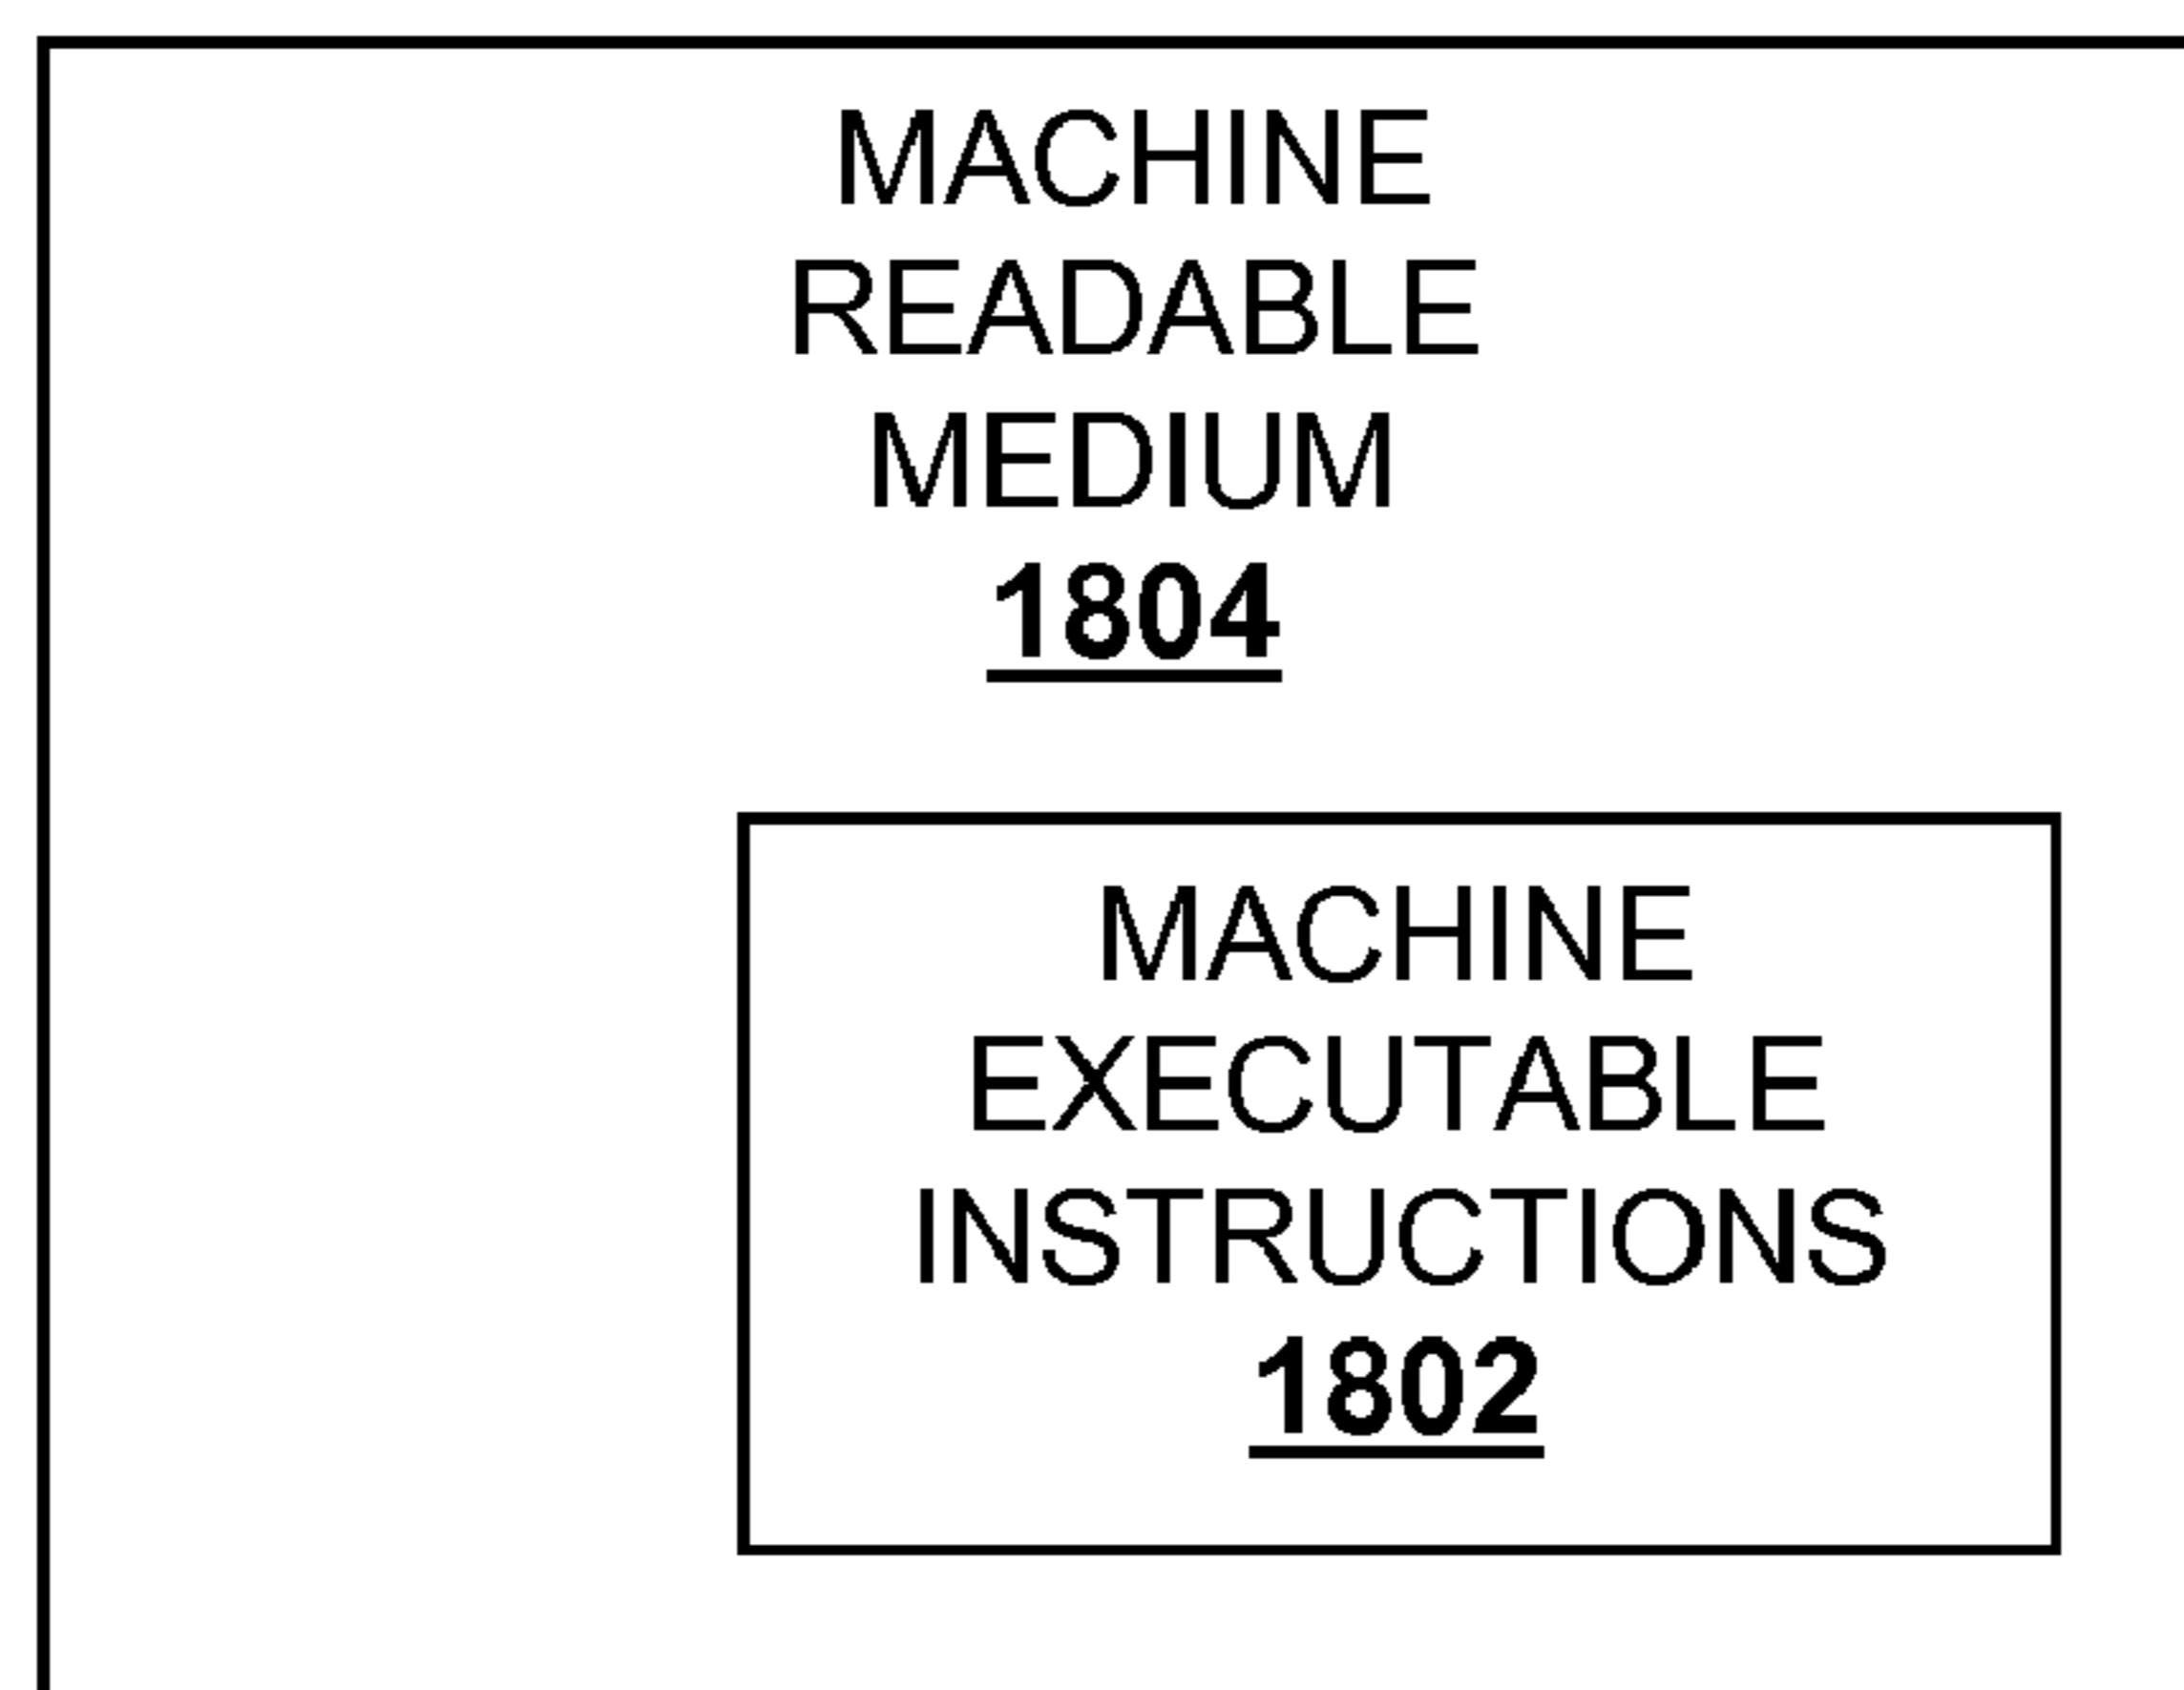 MACHINE
READABLE
MEDIUM
1804
MACHINE
EXECUTABLE
INSTRUCTIONS
1802